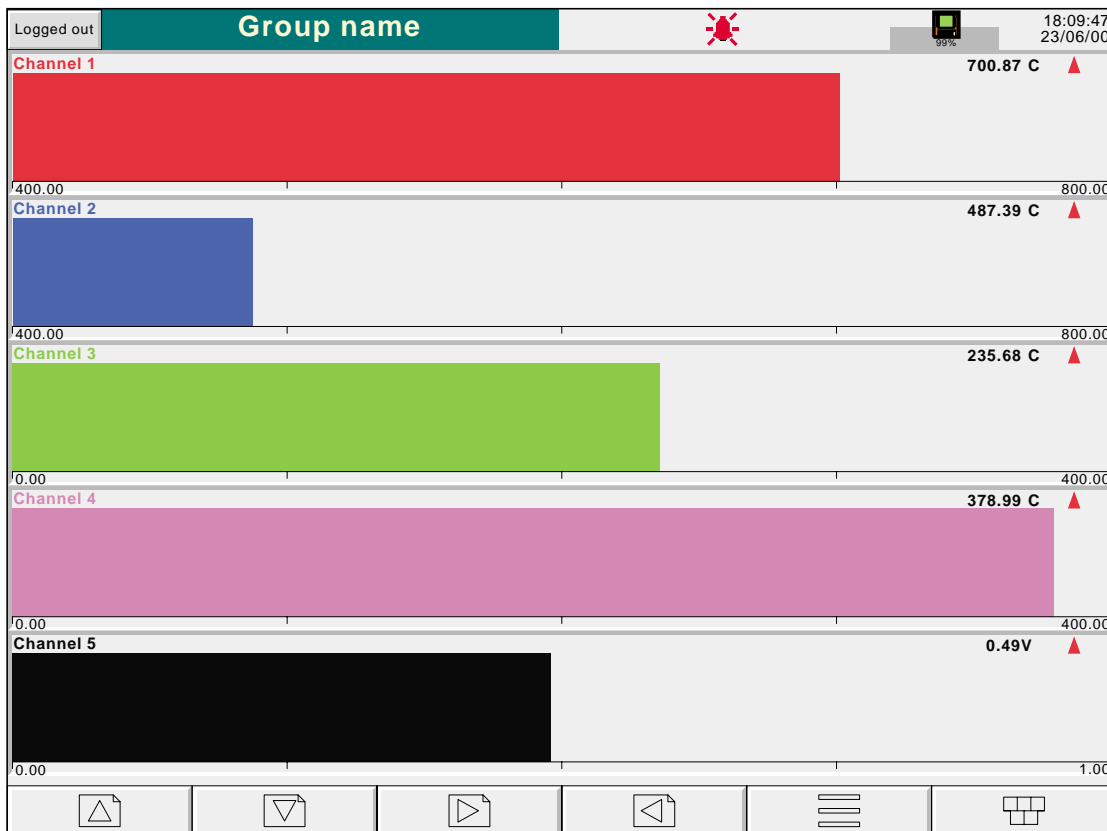 Logged out
Group name
99%
18:09:47
23/06/00
Channel 1
700.87 C
400.00
800.00
Channel 2
487.39 C
400.00
800.00
Channel 3
235.68 C
0.00
400.00
Channel 4
378.99 C
0.00
400.00
Channel 5
0.49V
0.00
1.00